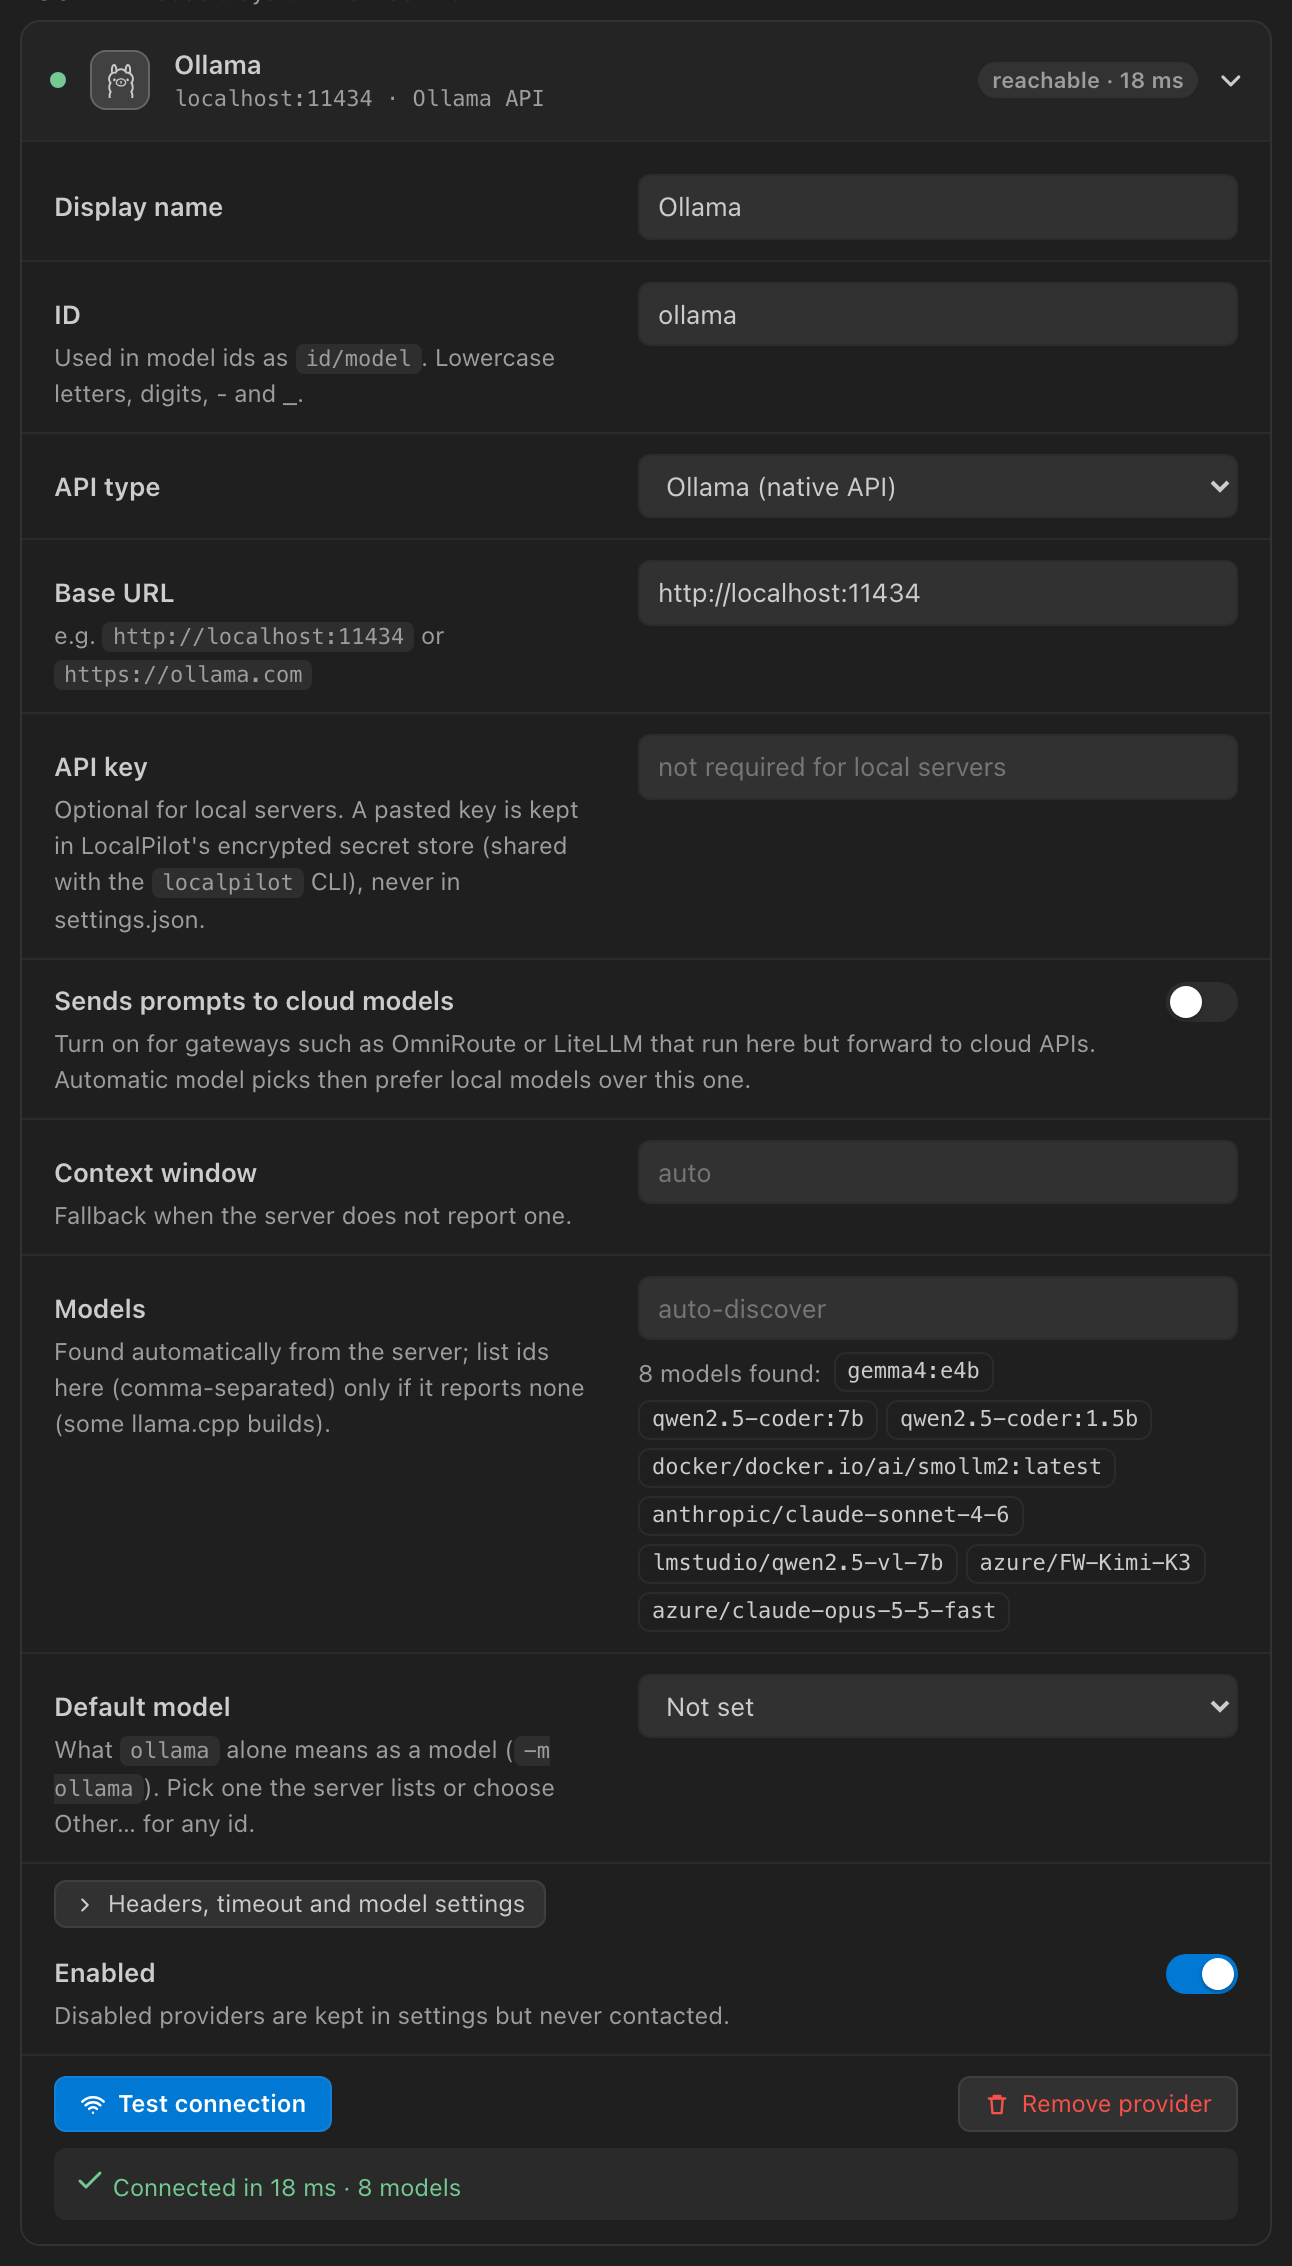 Ollama
localhost:11434 · Ollama API
reachable · 18 ms
Display name
Ollama
ID
ollama
Used in model ids as id/model. Lowercase
letters, digits, - and _.
API type
Ollama (native API)
Base URL
http://localhost:11434
e.g. http://localhost:11434 or
https://ollama.com
API key
not required for local servers
Optional for local servers. A pasted key is kept
in LocalPilot's encrypted secret store (shared
with the localpilot CLI), never in
settings.json.
Sends prompts to cloud models
Turn on for gateways such as OmniRoute or LiteLLM that run here but forward to cloud APIs.
Automatic model picks then prefer local models over this one.
Context window
auto
Fallback when the server does not report one.
Models
auto-discover
Found automatically from the server; list ids
here (comma-separated) only if it reports none
(some llama.cpp builds).
8 models found: gemma4:e4b
qwen2.5-coder:7b qwen2.5-coder:1.5b
docker/docker.io/ai/smollm2:latest
anthropic/claude-sonnet-4-6
lmstudio/qwen2.5-vl-7b azure/FW-Kimi-K3
azure/claude-opus-5-5-fast
Default model
Not set
What ollama alone means as a model (-m
ollama). Pick one the server lists or choose
Other... for any id.
Headers, timeout and model settings
Enabled
Disabled providers are kept in settings but never contacted.
Test connection
Remove provider
Connected in 18 ms · 8 models